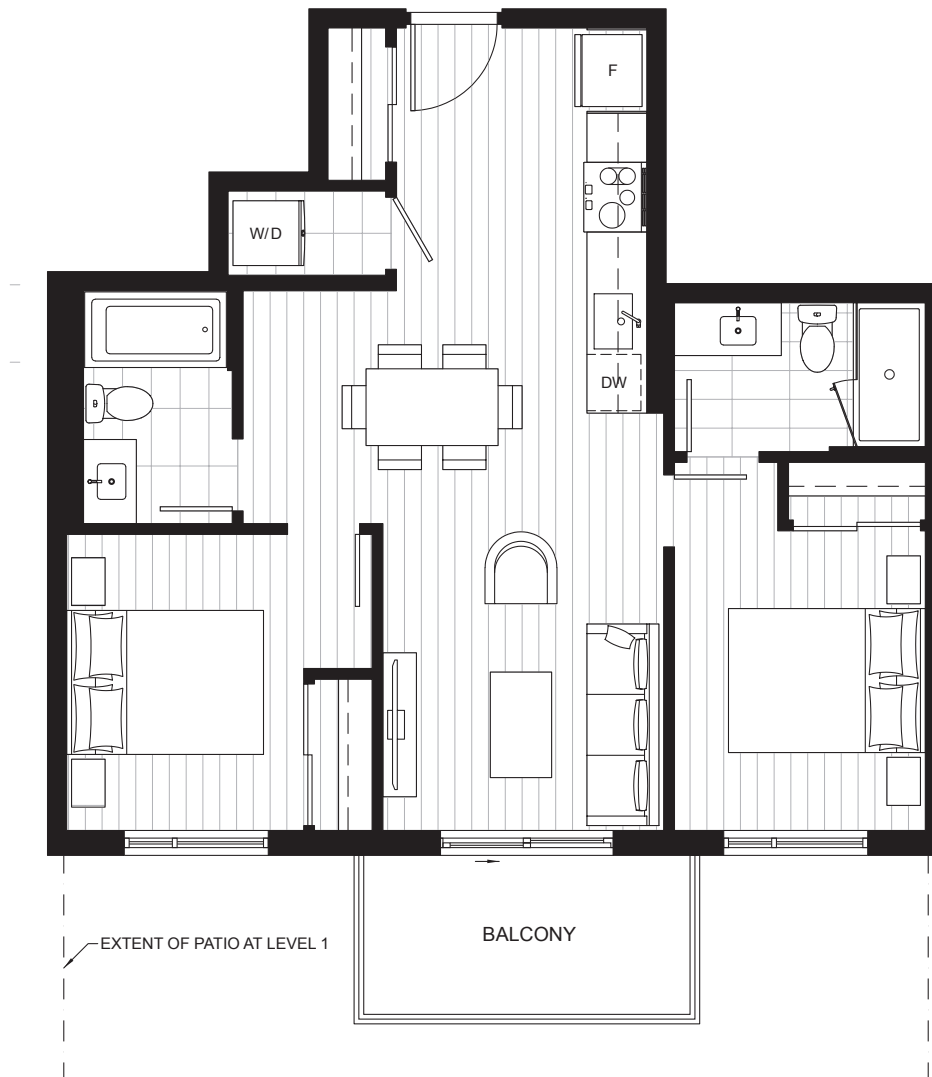 F
W/D
DW
BALCONY
EXTENT OF PATIO AT LEVEL 1